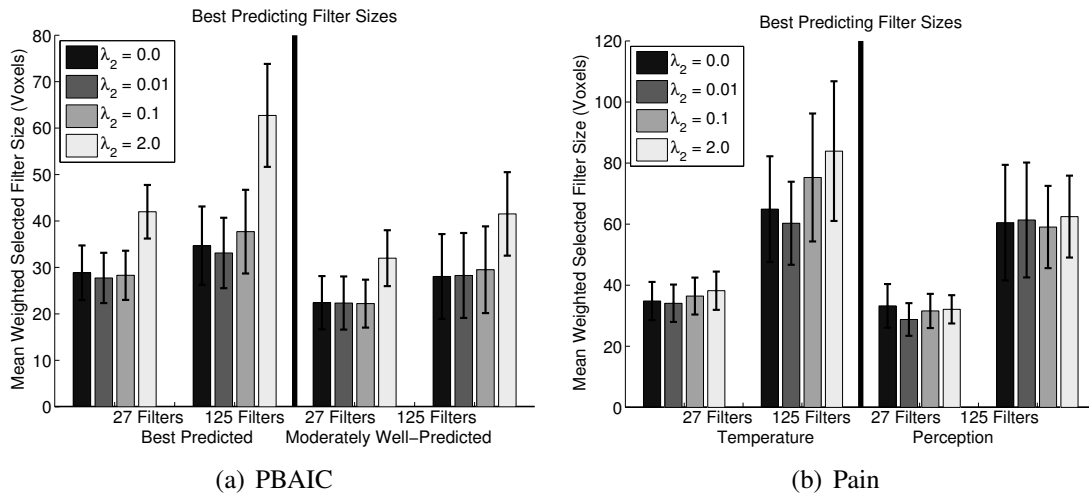 Best Predicting Filter Sizes
Mean Weighted Selected Filter Size (Voxels)
80
70
60
50
40
30
20
10
0
λ2 = 0.0
λ2 = 0.01
λ2 = 0.1
λ2 = 2.0
27 Filters 125 Filters 27 Filters 125 Filters
Best Predicted Moderately Well−Predicted
(a) PBAIC
Best Predicting Filter Sizes
Mean Weighted Selected Filter Size (Voxels)
120
100
80
60
40
20
0
λ2 = 0.0
λ2 = 0.01
λ2 = 0.1
λ2 = 2.0
27 Filters 125 Filters 27 Filters 125 Filters
Temperature Perception
(b) Pain